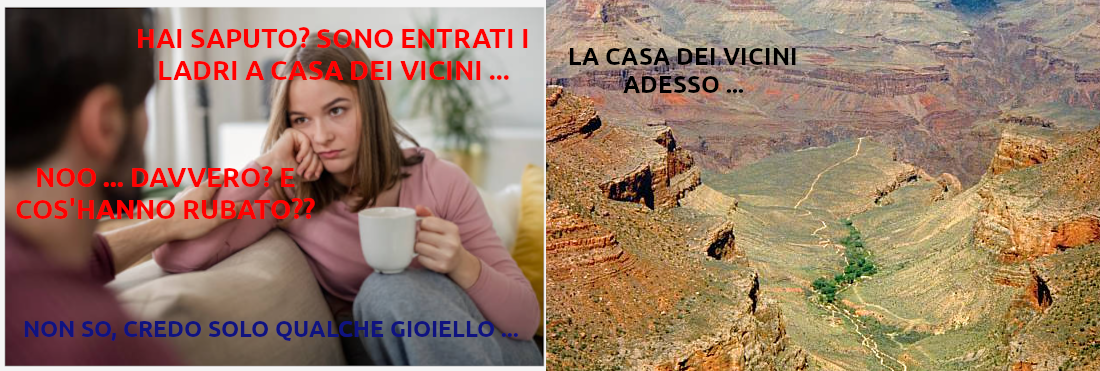 HAI SAPUTO? SONO ENTRATI I
LADRI A CASA DEI VICINI ...
NOO ... DAVVERO? E
COS'HANNO RUBATO??
NON SO, CREDO SOLO QUALCHE GIOIELLO ...
LA CASA DEI VICINI
ADESSO ...